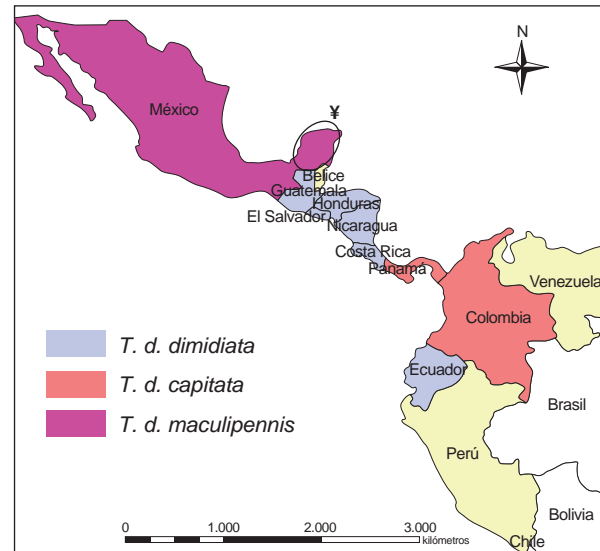 N
¥
México
Belice
Guatemala
Honduras
El Salvador
Nicaragua
Costa Rica
Panamá
Venezuela
Colombia
Ecuador
Brasil
Perú
Bolivia
Chile
T. d. dimidiata
T. d. capitata
T. d. maculipennis
0 1.000 2.000 3.000
kilómetros